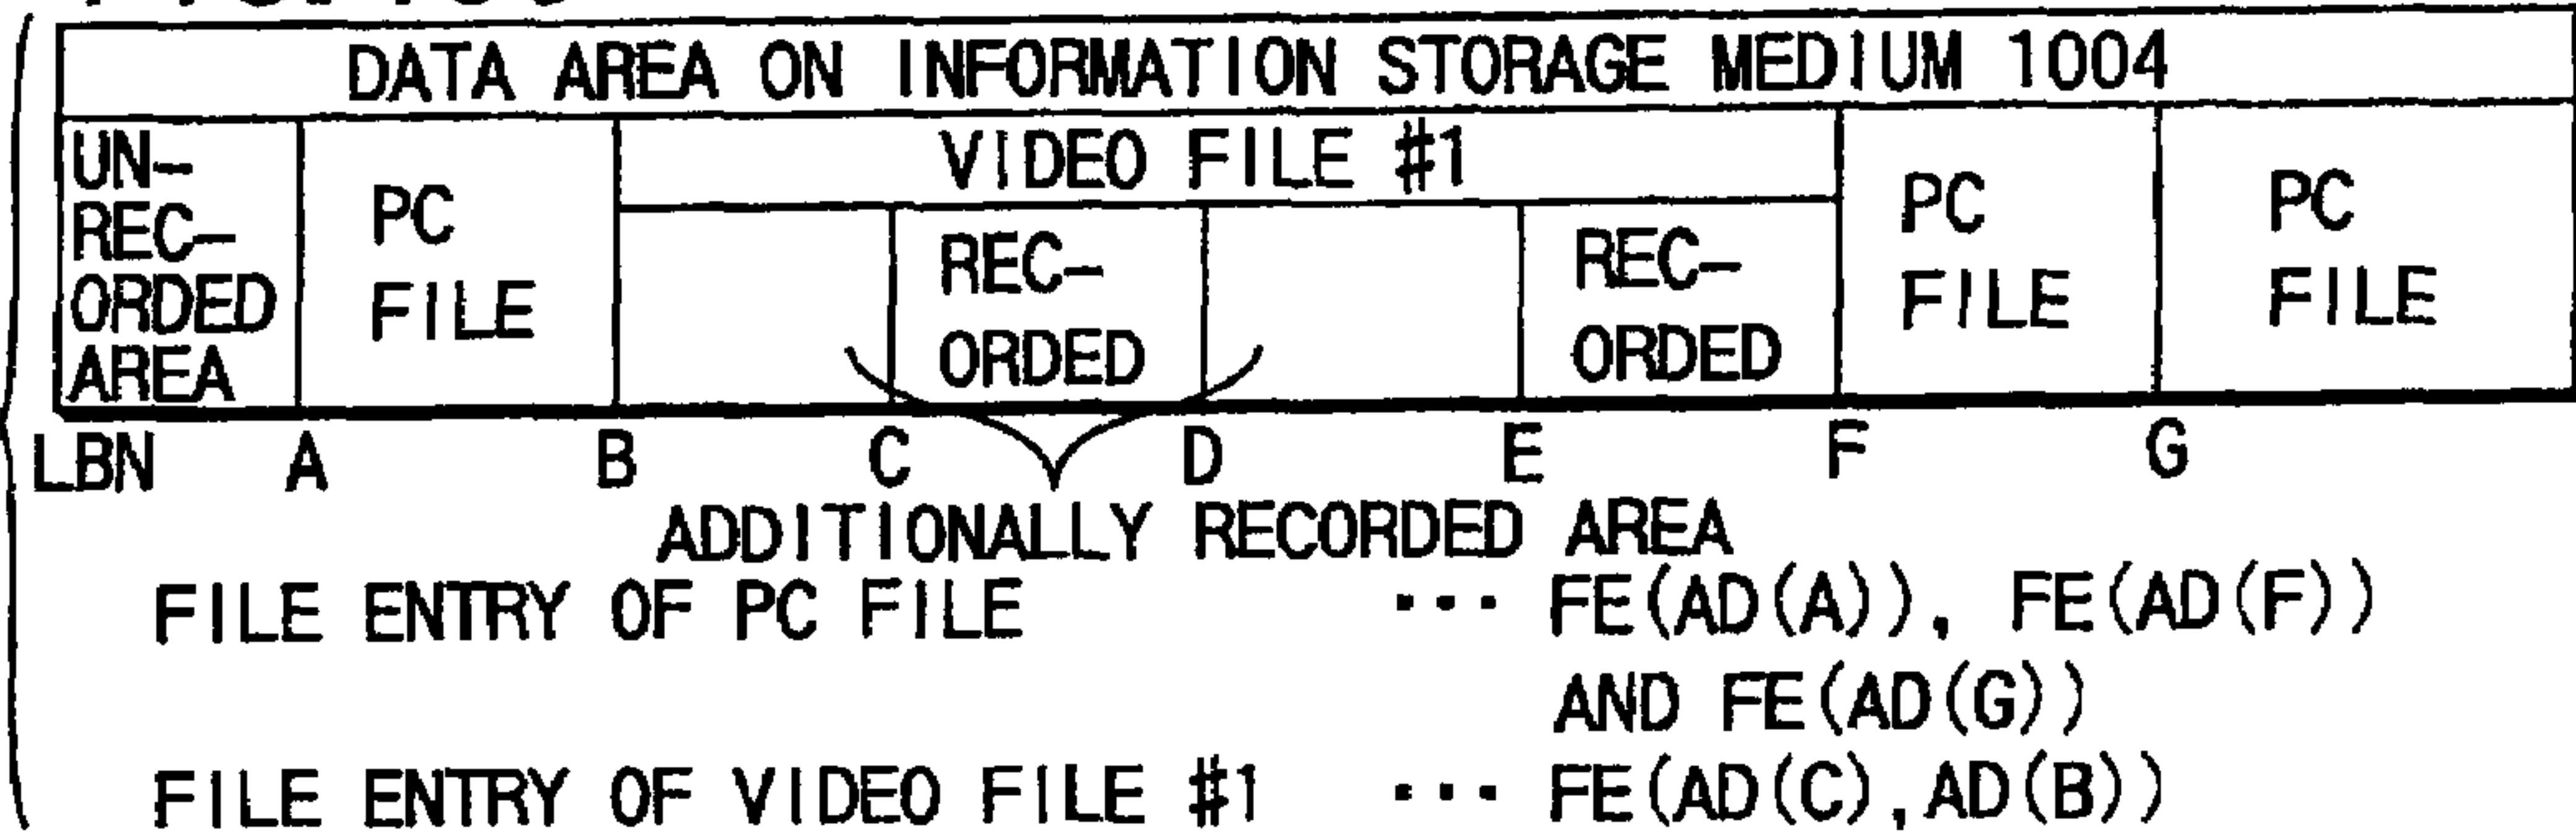 DATA AREA ON INFORMATION STORAGE MEDIUM 1004
UN-
REC-
ORDED
AREA
PC
FILE
VIDEO FILE #1
REC-
ORDED
REC-
ORDED
PC
FILE
PC
FILE
LBN A B C D E F G
ADDITIONALLY RECORDED AREA
FILE ENTRY OF PC FILE ··· FE(AD(A)), FE(AD(F))
AND FE(AD(G))
FILE ENTRY OF VIDEO FILE #1 ··· FE(AD(C),AD(B))